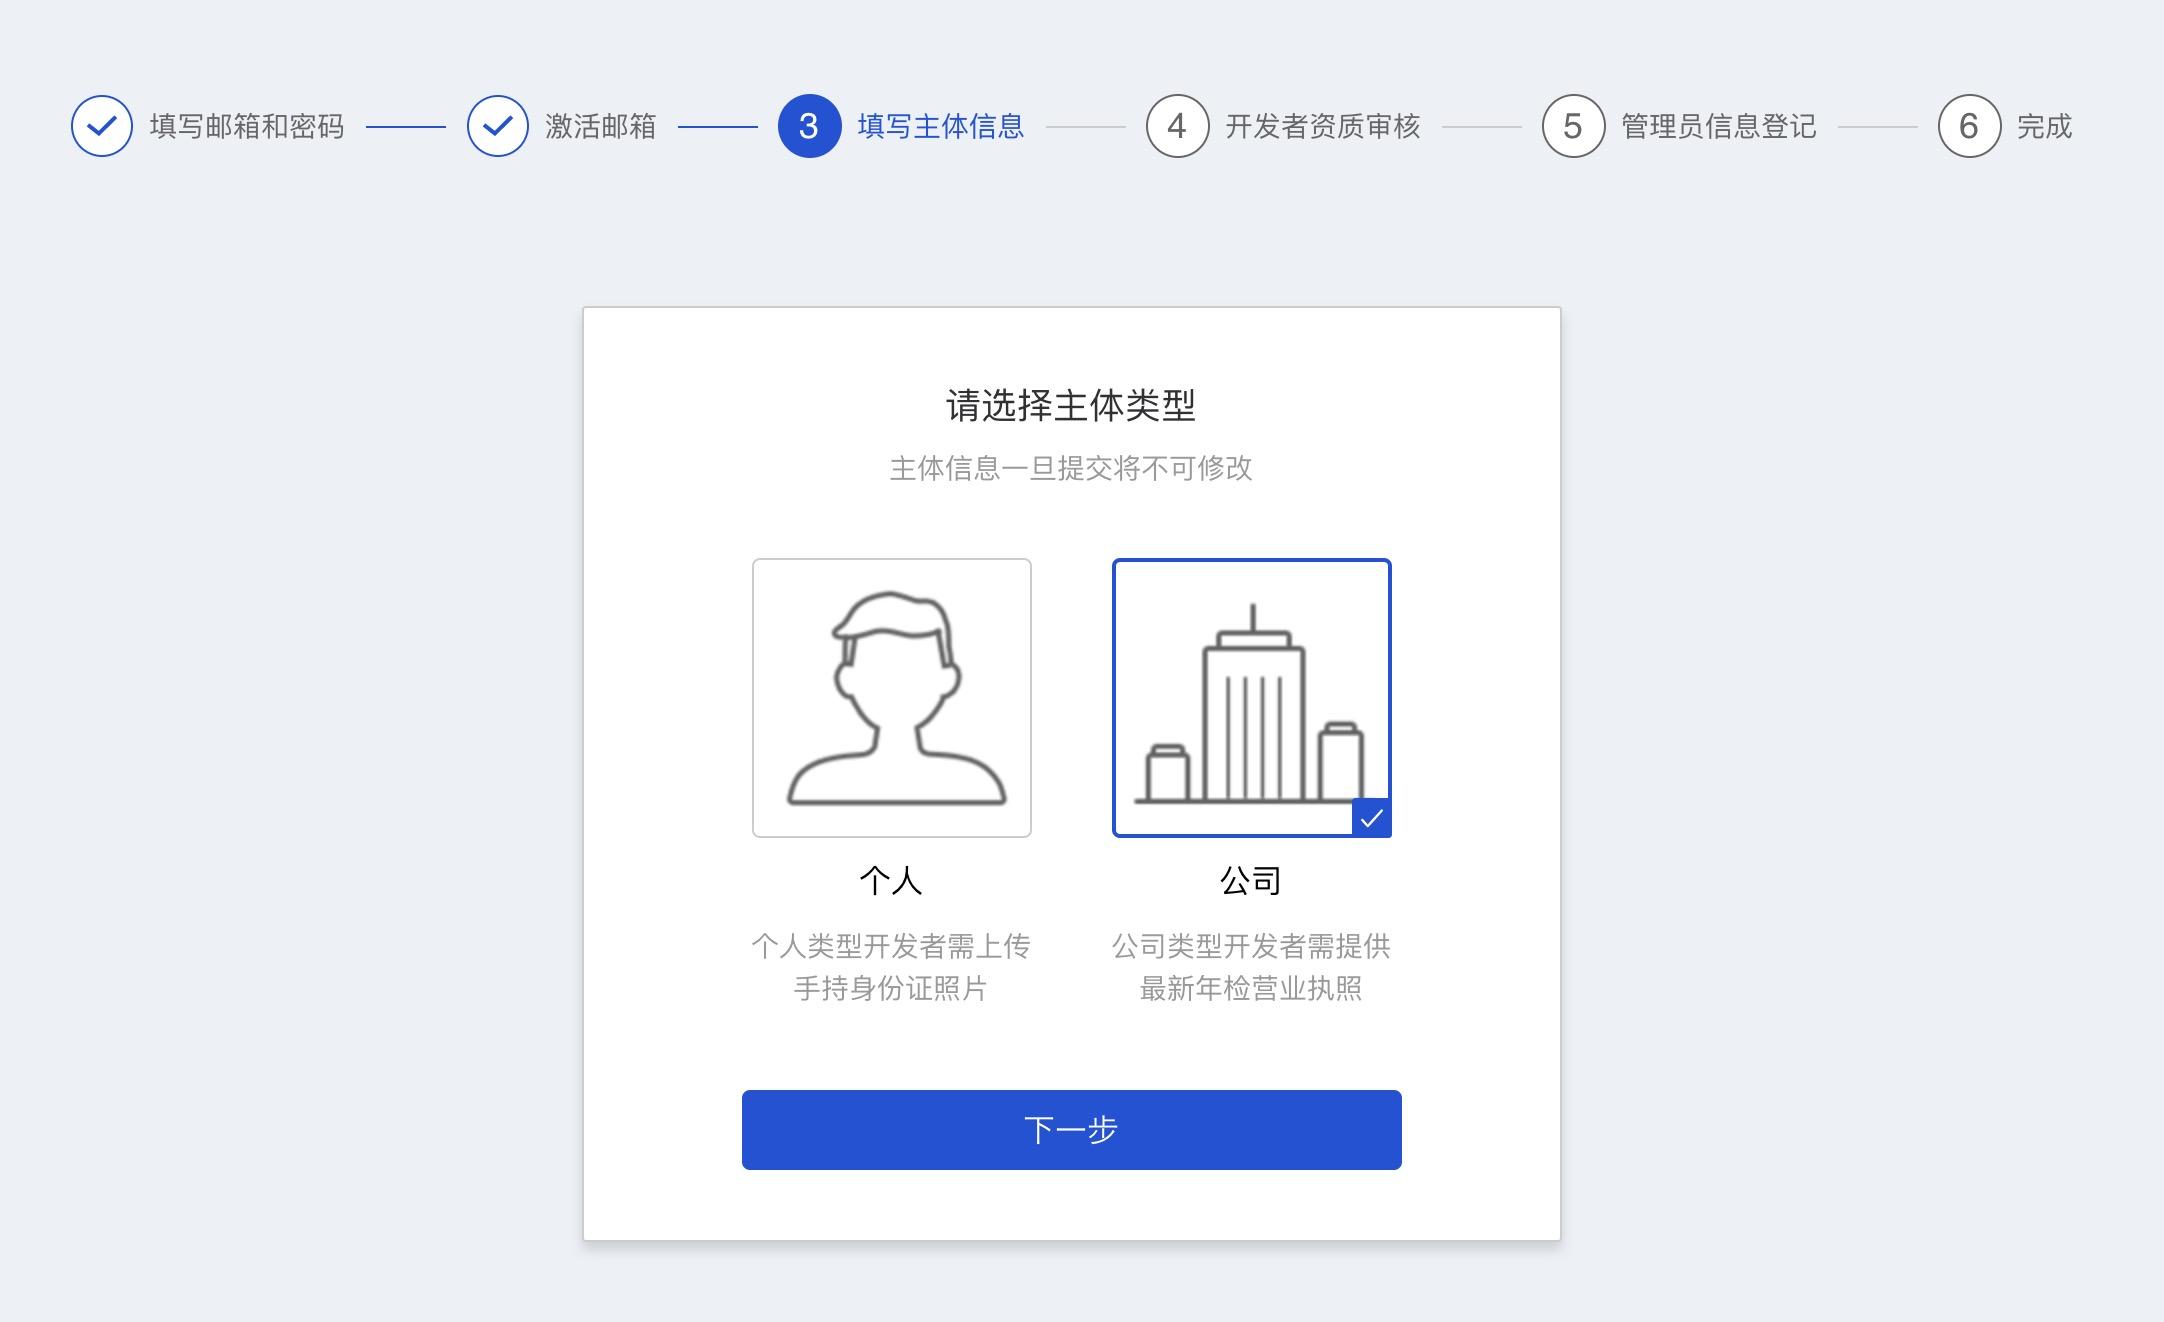 填写邮箱和密码
激活邮箱
3 填写主体信息
4 开发者资质审核
5 管理员信息登记
6 完成
请选择主体类型
主体信息一旦提交将不可修改
个人
个人类型开发者需上传
手持身份证照片
公司
公司类型开发者需提供
最新年检营业执照
下一步